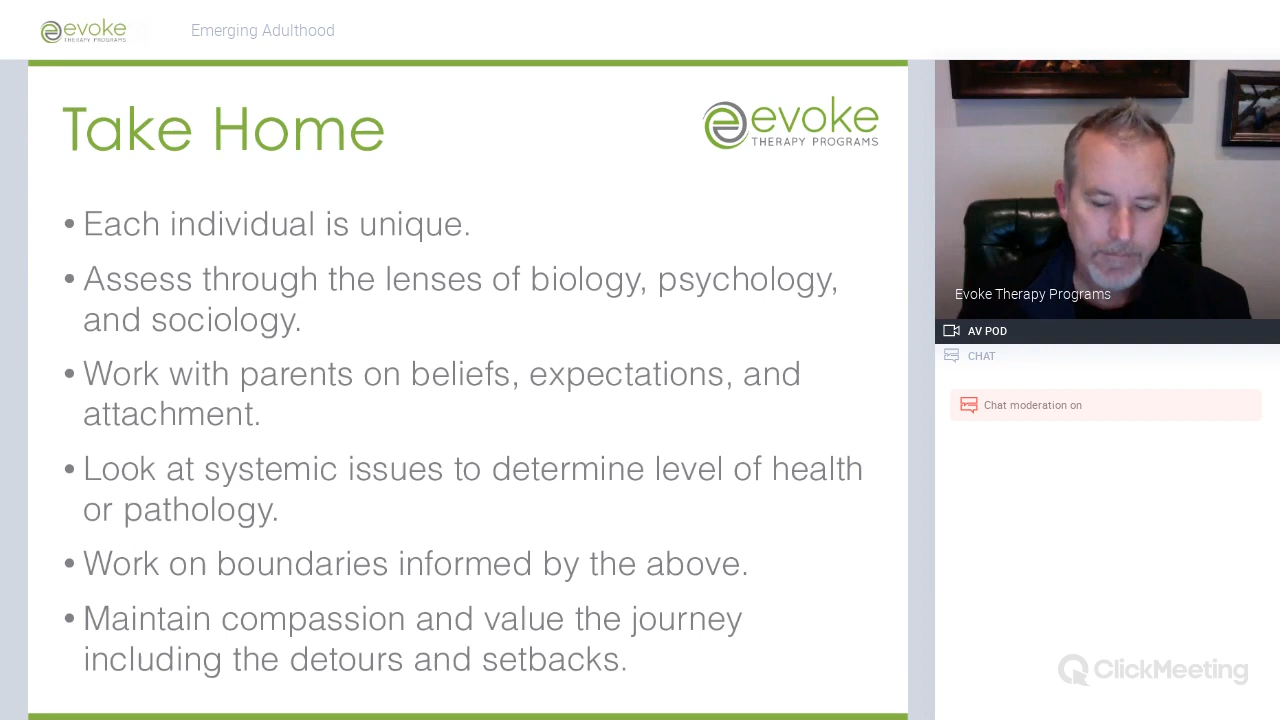 evoke
THERAPY PROGRAMS
Emerging Adulthood
Take Home
evoke
THERAPY PROGRAMS
• Each individual is unique.
• Assess through the lenses of biology, psychology,
and sociology.
• Work with parents on beliefs, expectations, and
attachment.
• Look at systemic issues to determine level of health
or pathology.
• Work on boundaries informed by the above.
• Maintain compassion and value the journey
including the detours and setbacks.
Evoke Therapy Programs
AV POD
CHAT
Chat moderation on
ClickMeeting